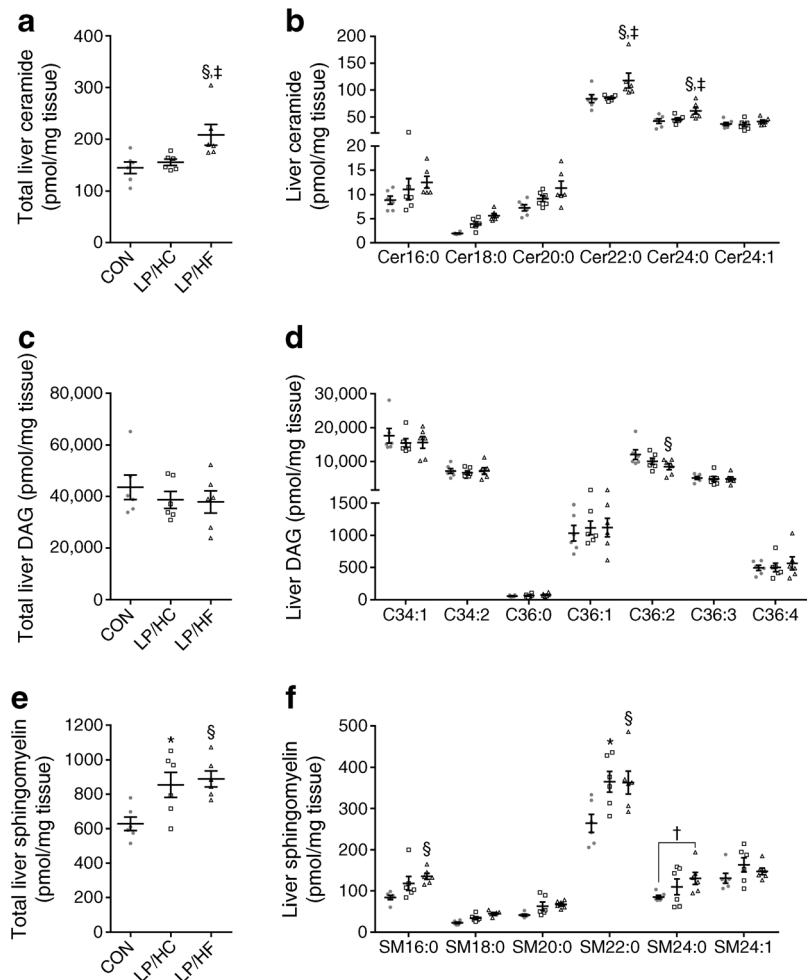 a
Total liver ceramide
(pmol/mg tissue)
400
300
200
100
0
§,‡
CON
LP/HC
LP/HF
b
Liver ceramide
(pmol/mg tissue)
200
150
100
50
20
15
10
5
0
§,‡
§,‡
Cer16:0 Cer18:0 Cer20:0 Cer22:0 Cer24:0 Cer24:1
c
Total liver DAG (pmol/mg tissue)
80,000
60,000
40,000
20,000
0
CON
LP/HC
LP/HF
d
Liver DAG (pmol/mg tissue)
30,000
20,000
10,000
1500
1000
500
0
§
C34:1 C34:2 C36:0 C36:1 C36:2 C36:3 C36:4
e
Total liver sphingomyelin
(pmol/mg tissue)
1200
1000
800
600
400
200
0
*
§
CON
LP/HC
LP/HF
f
Liver sphingomyelin
(pmol/mg tissue)
500
400
300
200
100
0
§
*
§
†
SM16:0 SM18:0 SM20:0 SM22:0 SM24:0 SM24:1